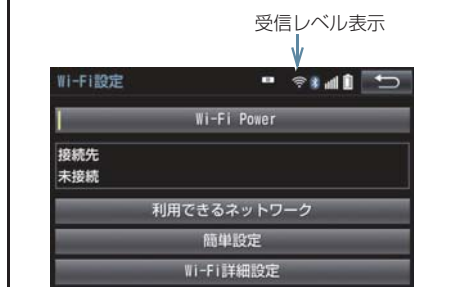 受信レベル表示
Wi-Fi設定
Wi-Fi Power
接続先
未接続
利用できるネットワーク
簡単設定
Wi-Fi詳細設定